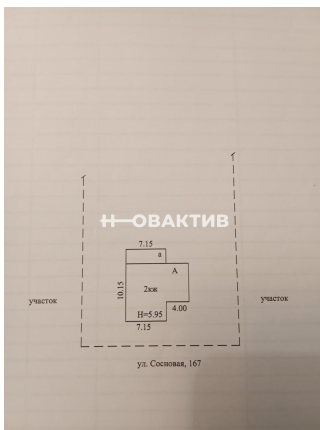 Н—ОВАКТИВ
7.15
а
А
10.15
2кж
участок
участок
Н=5.95
4.00
7.15
ул. Сосновая, 167